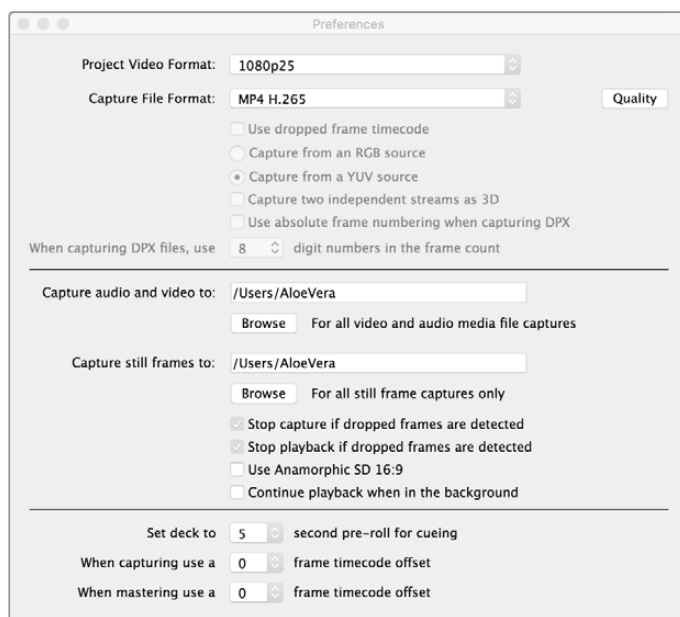 Preferences
Project Video Format: 1080p25
Capture File Format: MP4 H.265 Quality
Use dropped frame timecode
Capture from an RGB source
Capture from a YUV source
Capture two independent streams as 3D
Use absolute frame numbering when capturing DPX
When capturing DPX files, use 8 digit numbers in the frame count
Capture audio and video to: /Users/AloeVera
Browse For all video and audio media file captures
Capture still frames to: /Users/AloeVera
Browse For all still frame captures only
Stop capture if dropped frames are detected
Stop playback if dropped frames are detected
Use Anamorphic SD 16:9
Continue playback when in the background
Set deck to 5 second pre-roll for cueing
When capturing use a 0 frame timecode offset
When mastering use a 0 frame timecode offset